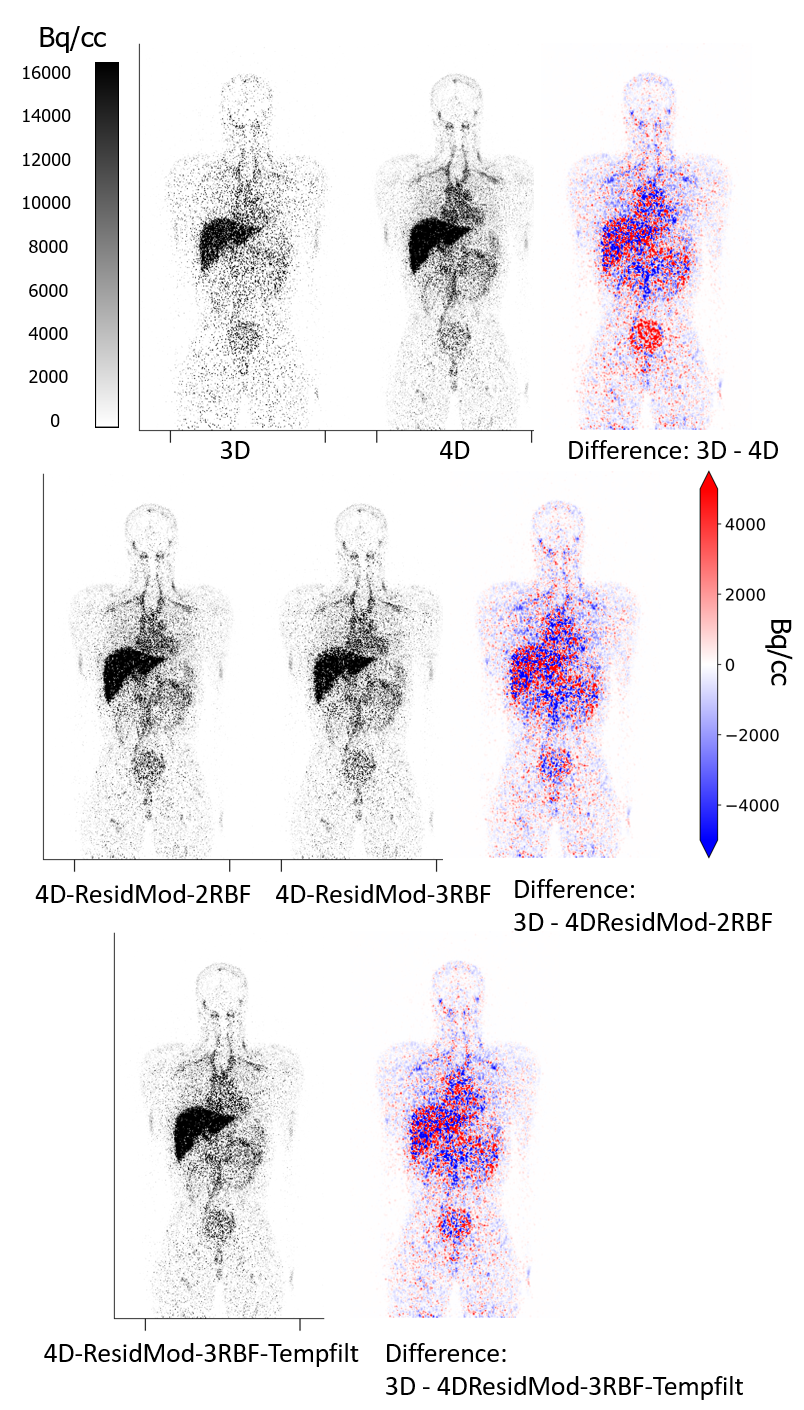 Bq/cc
16000
14000
12000
10000
8000
6000
4000
2000
0
3D
4D
Difference: 3D - 4D
4000
2000
0
−2000
−4000
Bq/cc
4D-ResidMod-2RBF
4D-ResidMod-3RBF
Difference:
3D - 4DResidMod-2RBF
4D-ResidMod-3RBF-Tempfilt
Difference:
3D - 4DResidMod-3RBF-Tempfilt